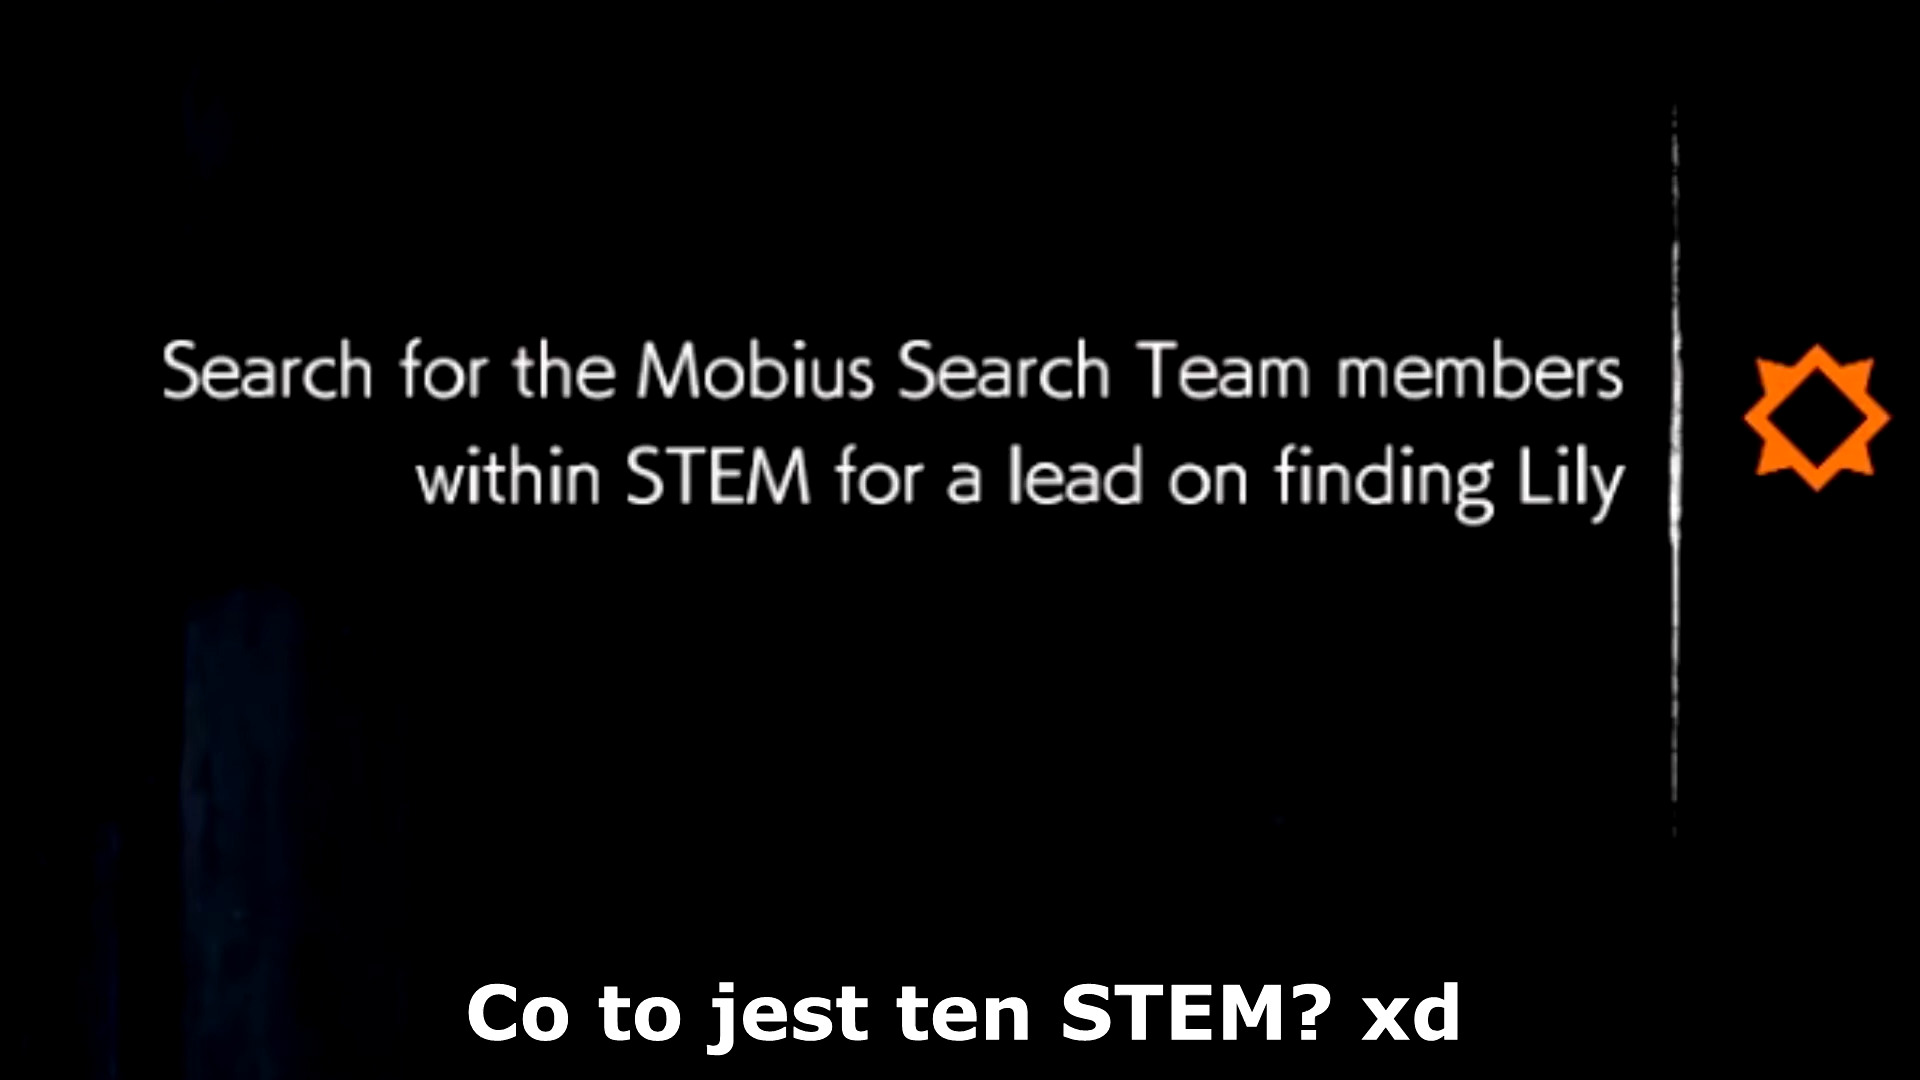 Search for the Mobius Search Team members
within STEM for a lead on finding Lily
Co to jest ten STEM? xd